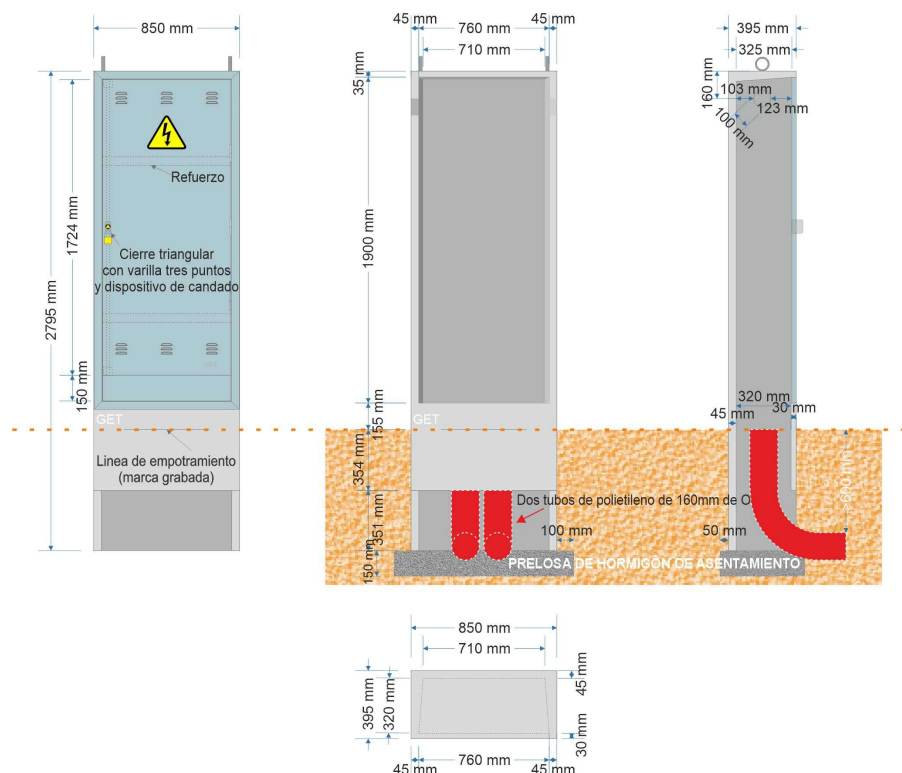 850 mm
2795 mm
1724 mm
150 mm
Refuerzo
Cierre triangular
con varilla tres puntos
y dispositivo de candado
GET
Linea de empotramiento
(marca grabada)
45 mm
760 mm
45 mm
710 mm
35 mm
1900 mm
155 mm
GET
354 mm
351 mm
150 mm
Dos tubos de polietileno de 160mm de O
100 mm
PRELOSA DE HORMIGÓN DE ASENTAMIENTO
395 mm
325 mm
160 mm
103 mm
123 mm
100 mm
320 mm
30 mm
45 mm
50 mm
850 mm
710 mm
395 mm
320 mm
45 mm
30 mm
45 mm
760 mm
45 mm